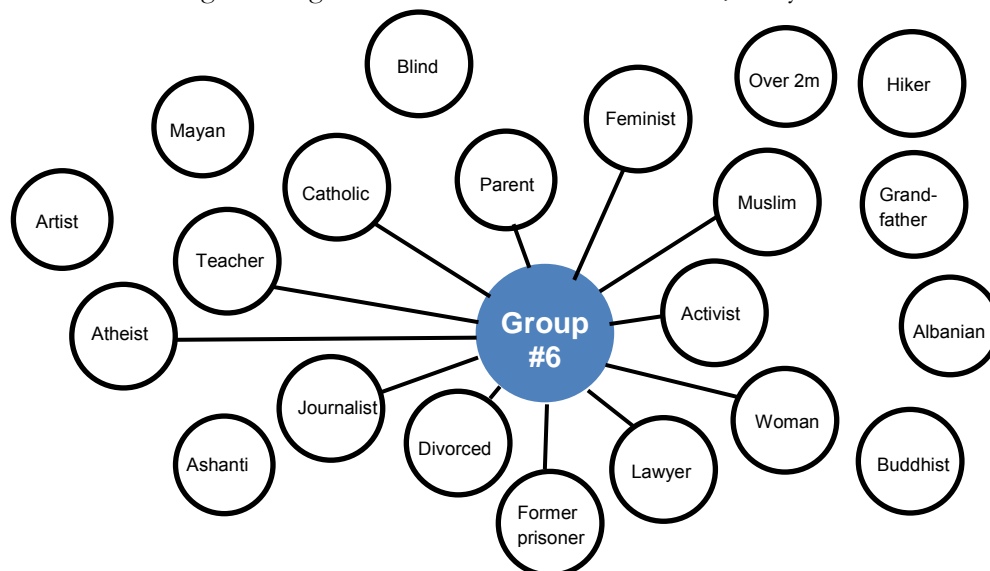 Blind
Over 2m
Hiker
Feminist
Mayan
Catholic
Parent
Muslim
Grand-
father
Artist
Teacher
Activist
Group
#6
Atheist
Albanian
Journalist
Divorced
Woman
Ashanti
Lawyer
Buddhist
Former
prisoner